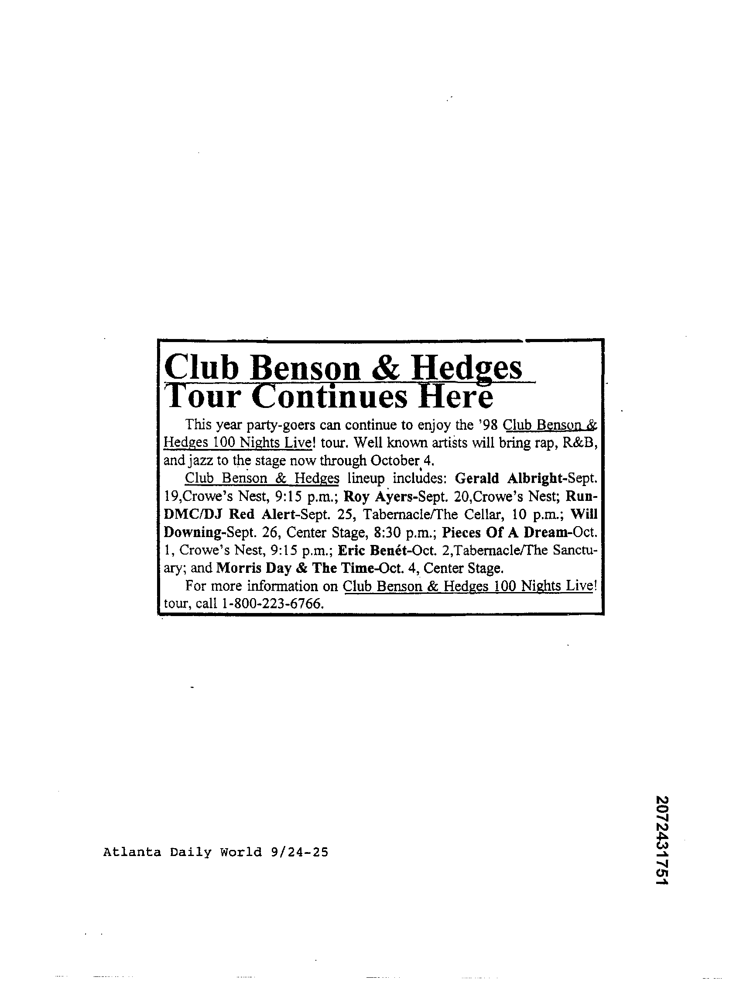 Club Benson & Hedges
Tour Continues Here
This year party-goers can continue to enjoy the '98 Club Benson &
Hedges 100 Nights Live! tour. Well known artists will bring rap, R&B,
and jazz to the stage now through October 4.
Club Benson & Hedges lineup includes: Gerald Albright-Sept.
19,Crowe's Nest, 9:15 p.m.; Roy Ayers-Sept. 20,Crowe's Nest; Run-
DMC/DJ Red Alert-Sept. 25, Tabernacle/The Cellar, 10 p.m.; Will
Downing-Sept. 26, Center Stage, 8:30 p.m.; Pieces Of A Dream-Oct.
1, Crowe's Nest, 9:15 p.m.; Eric Benét-Oct. 2,Tabernacle/The Sanctu-
ary; and Morris Day & The Time-Oct. 4, Center Stage.
For more information on Club Benson & Hedges 100 Nights Live!
tour, call 1-800-223-6766.
Atlanta Daily World 9/24-25
2072431751